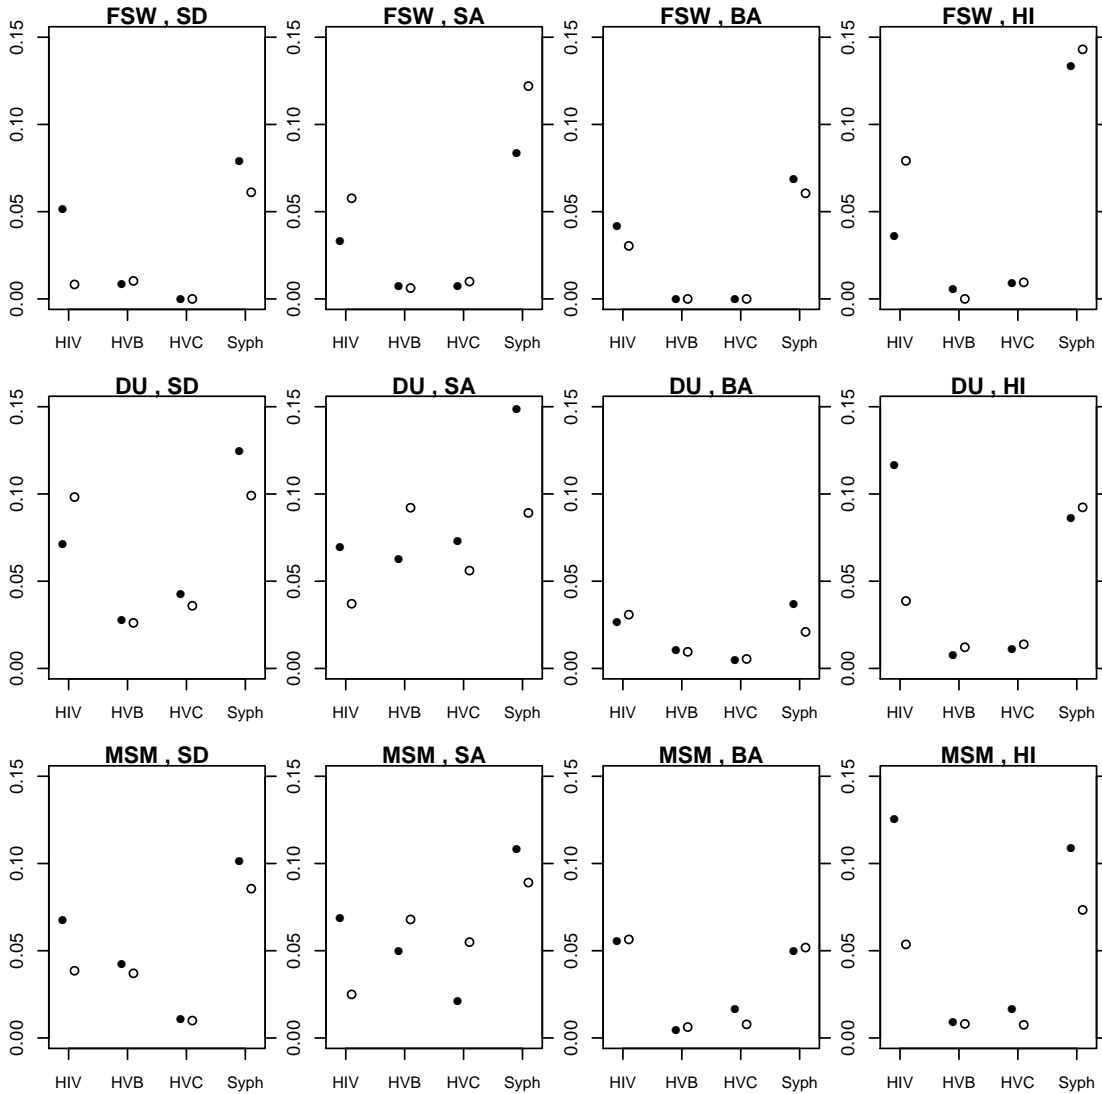 FSW , SD FSW , SA FSW , BA FSW , HI
0.15 0.15 0.15 0.15
0.10 0.10 0.10 0.10
0.05 0.05 0.05 0.05
0.00 0.00 0.00 0.00
HIV HVB HVC Syph HIV HVB HVC Syph HIV HVB HVC Syph HIV HVB HVC Syph
DU , SD DU , SA DU , BA DU , HI
0.15 0.15 0.15 0.15
0.10 0.10 0.10 0.10
0.05 0.05 0.05 0.05
0.00 0.00 0.00 0.00
HIV HVB HVC Syph HIV HVB HVC Syph HIV HVB HVC Syph HIV HVB HVC Syph
MSM , SD MSM , SA MSM , BA MSM , HI
0.15 0.15 0.15 0.15
0.10 0.10 0.10 0.10
0.05 0.05 0.05 0.05
0.00 0.00 0.00 0.00
HIV HVB HVC Syph HIV HVB HVC Syph HIV HVB HVC Syph HIV HVB HVC Syph